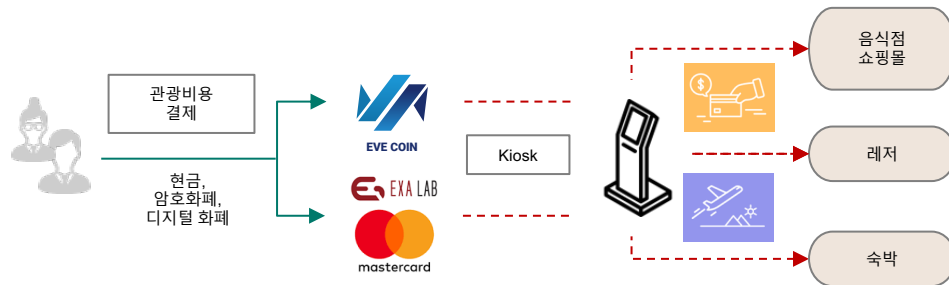 관광비용
결제
현금,
암호화폐,
디지털 화폐
EVE COIN
EXA LAB
mastercard
Kiosk
$
음식점
쇼핑몰
레저
숙박